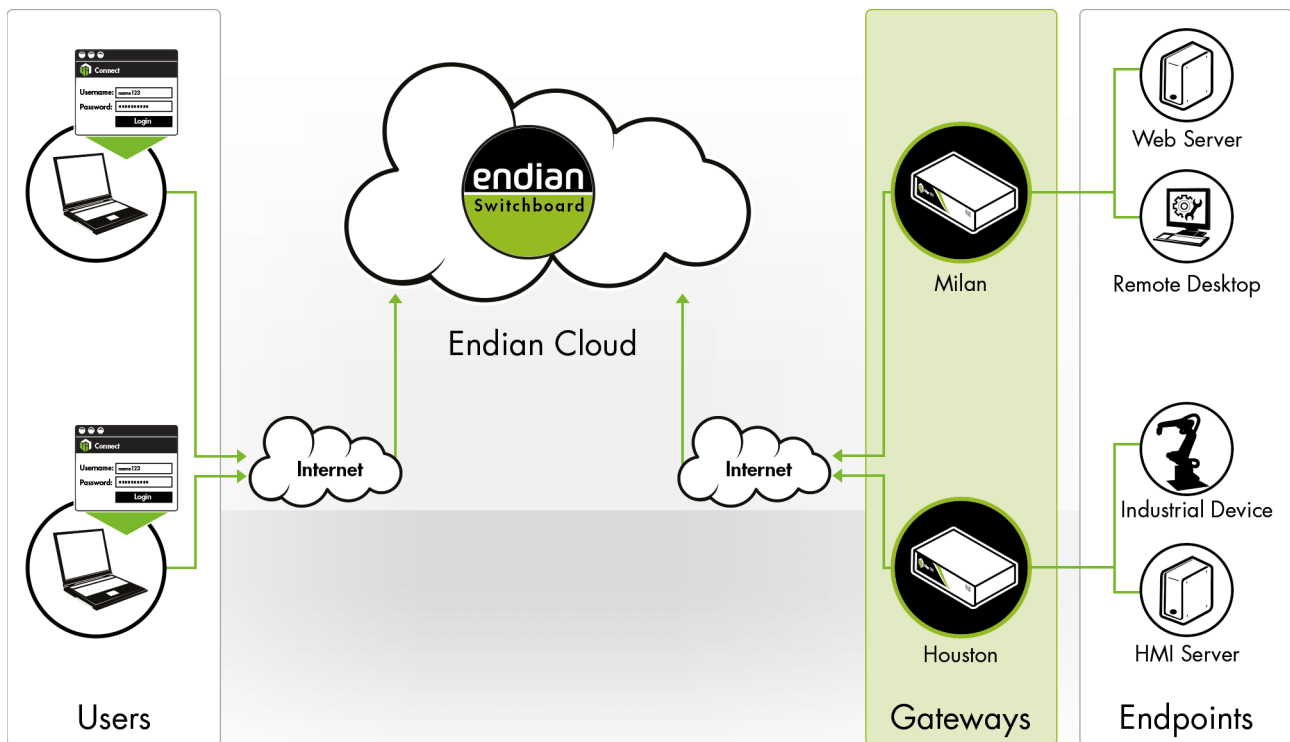 Connect
Username: name123
Password: ••••••••••
Login
Connect
Username: name123
Password: ••••••••••
Login
Users
endian
Switchboard
Endian Cloud
Internet
Internet
Milan
Houston
Gateways
Web Server
Remote Desktop
Industrial Device
HMI Server
Endpoints